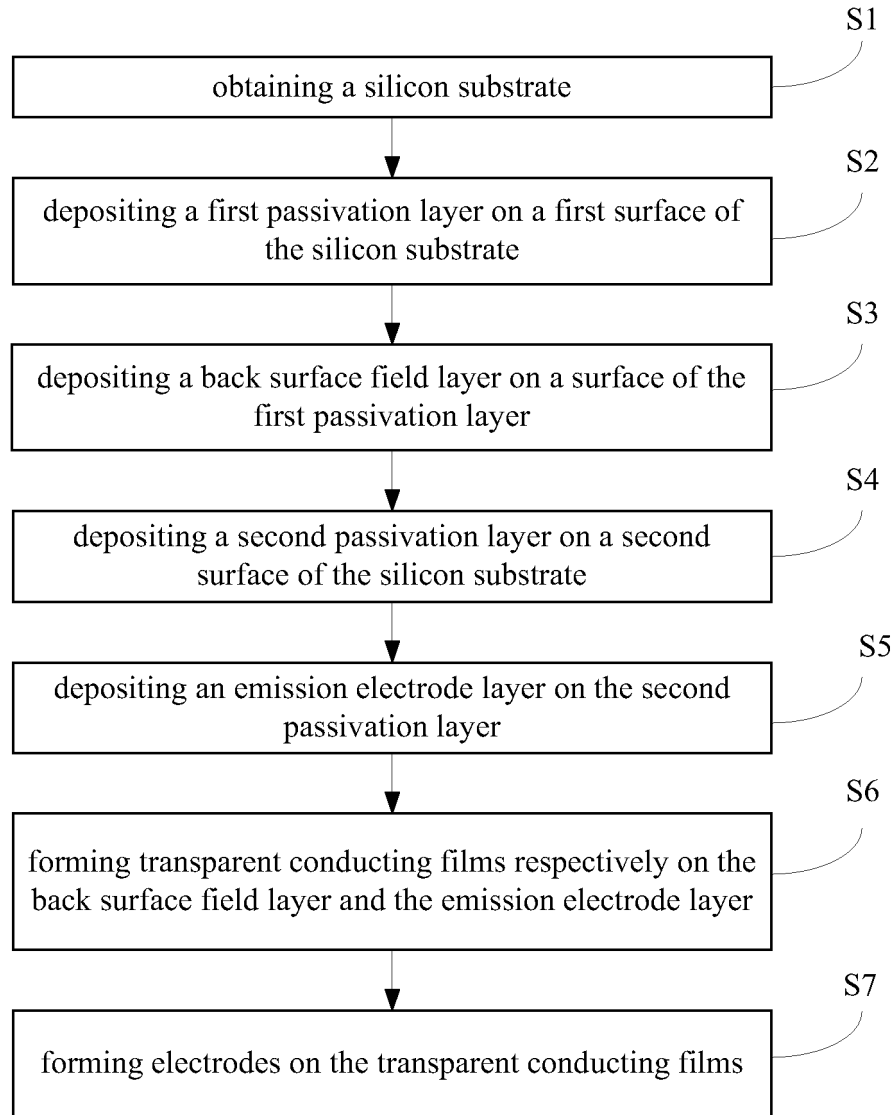 S1
obtaining a silicon substrate
S2
depositing a first passivation layer on a first surface of
the silicon substrate
S3
depositing a back surface field layer on a surface of the
first passivation layer
S4
depositing a second passivation layer on a second
surface of the silicon substrate
S5
depositing an emission electrode layer on the second
passivation layer
S6
forming transparent conducting films respectively on the
back surface field layer and the emission electrode layer
S7
forming electrodes on the transparent conducting films